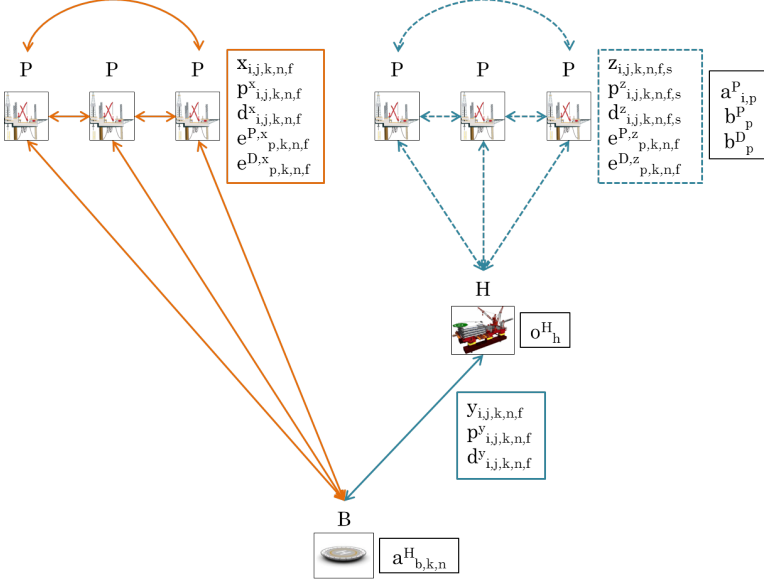 P P P
x_{i,j,k,n,f}
p^x_{i,j,k,n,f}
d^x_{i,j,k,n,f}
e^{P,x}_{p,k,n,f}
e^{D,x}_{p,k,n,f}
P P P
z_{i,j,k,n,f,s}
p^z_{i,j,k,n,f,s}
d^z_{i,j,k,n,f,s}
e^{P,z}_{p,k,n,f}
e^{D,z}_{p,k,n,f}
a^P_{i,p}
b^P_p
b^D_p
H
o^H_h
y_{i,j,k,n,f}
p^y_{i,j,k,n,f}
d^y_{i,j,k,n,f}
B
a^H_{b,k,n}